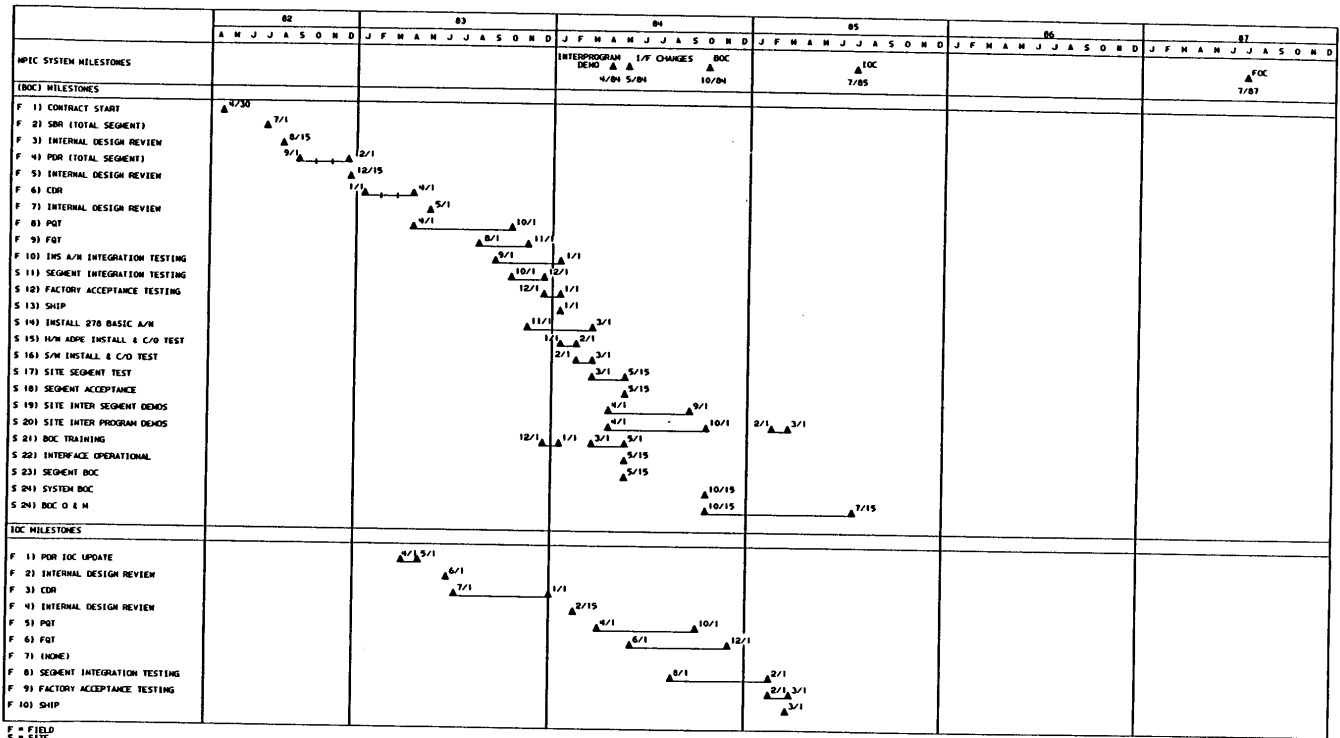 82 83 84 85 86 87
A M J J A S O N D J F M A M J J A S O N D J F M A M J J A S O N D J F M A M J J A S O N D J F M A M J J A S O N D J F M A M J J A S O N D
NPIC SYSTEM MILESTONES
INTERPROGRAM DEMO 4/84
I/F CHANGES 5/84
BOC 10/84
IOC 7/85
FOC 7/87
(BOC) MILESTONES
F 1) CONTRACT START 4/30
F 2) SBR (TOTAL SEGMENT) 7/1
F 3) INTERNAL DESIGN REVIEW 8/15
F 4) PDR (TOTAL SEGMENT) 9/1 12/1
F 5) INTERNAL DESIGN REVIEW 12/15
F 6) CDR 1/1 4/1
F 7) INTERNAL DESIGN REVIEW 5/1
F 8) PQT 4/1 10/1
F 9) FQT 8/1 11/1
F 10) INS A/N INTEGRATION TESTING 9/1 1/1
S 11) SEGMENT INTEGRATION TESTING 10/1 12/1
S 12) FACTORY ACCEPTANCE TESTING 12/1 1/1
S 13) SHIP 1/1
S 14) INSTALL 278 BASIC A/N 11/1 3/1
S 15) H/W ADPE INSTALL & C/O TEST 1/1 2/1
S 16) S/W INSTALL & C/O TEST 2/1 3/1
S 17) SITE SEGMENT TEST 3/1 5/15
S 18) SEGMENT ACCEPTANCE 5/15
S 19) SITE INTER SEGMENT DEMOS 4/1 9/1
S 20) SITE INTER PROGRAM DEMOS 4/1 10/1 2/1 3/1
S 21) BOC TRAINING 12/1 1/1 3/1 5/1
S 22) INTERFACE OPERATIONAL 5/15
S 23) SEGMENT BOC 5/15
S 24) SYSTEM BOC 10/15
S 24) BOC O & M 10/15 7/15
IOC MILESTONES
F 1) PDR IOC UPDATE 4/1 5/1
F 2) INTERNAL DESIGN REVIEW 6/1
F 3) CDR 7/1 1/1
F 4) INTERNAL DESIGN REVIEW 2/15
F 5) PQT 4/1 10/1
F 6) FQT 6/1 12/1
F 7) (NONE)
F 8) SEGMENT INTEGRATION TESTING 8/1 2/1
F 9) FACTORY ACCEPTANCE TESTING 2/1 3/1
F 10) SHIP 3/1
F = FIELD
S = SITE